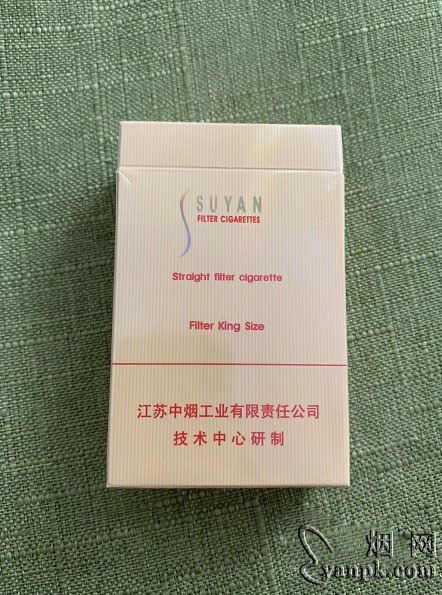 SUYAN
FILTER CIGARETTES
Straight filter cigarette
Filter King Size
江苏中烟工业有限责任公司
技术中心研制
烟网
yanpk.com